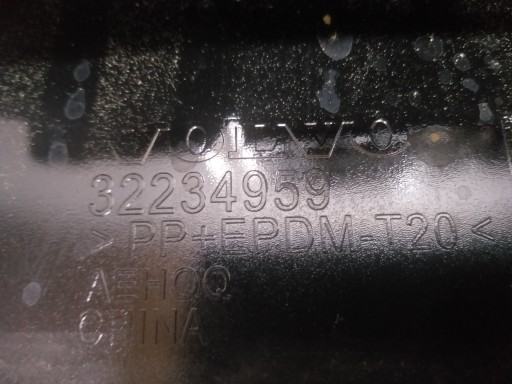 VOLVO
32234959
>PP+EPDM-T20<
AEHOQ
CHINA